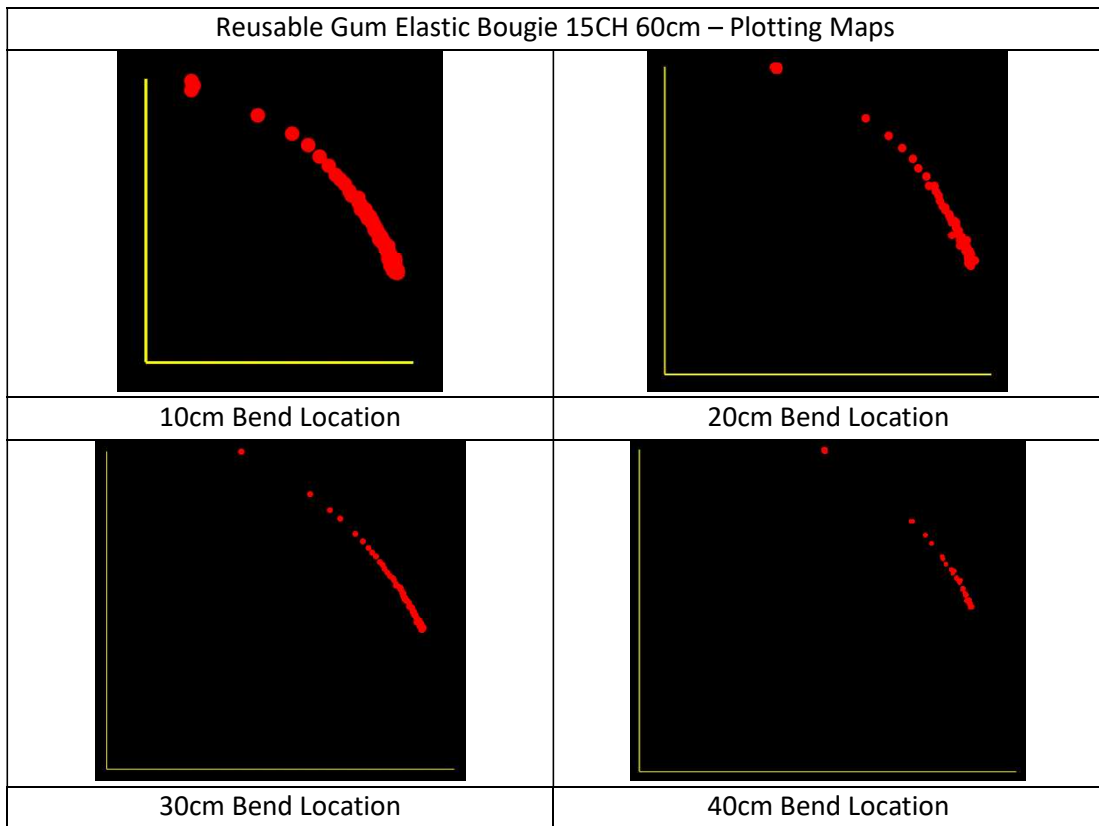 Reusable Gum Elastic Bougie 15CH 60cm – Plotting Maps
10cm Bend Location
20cm Bend Location
30cm Bend Location
40cm Bend Location